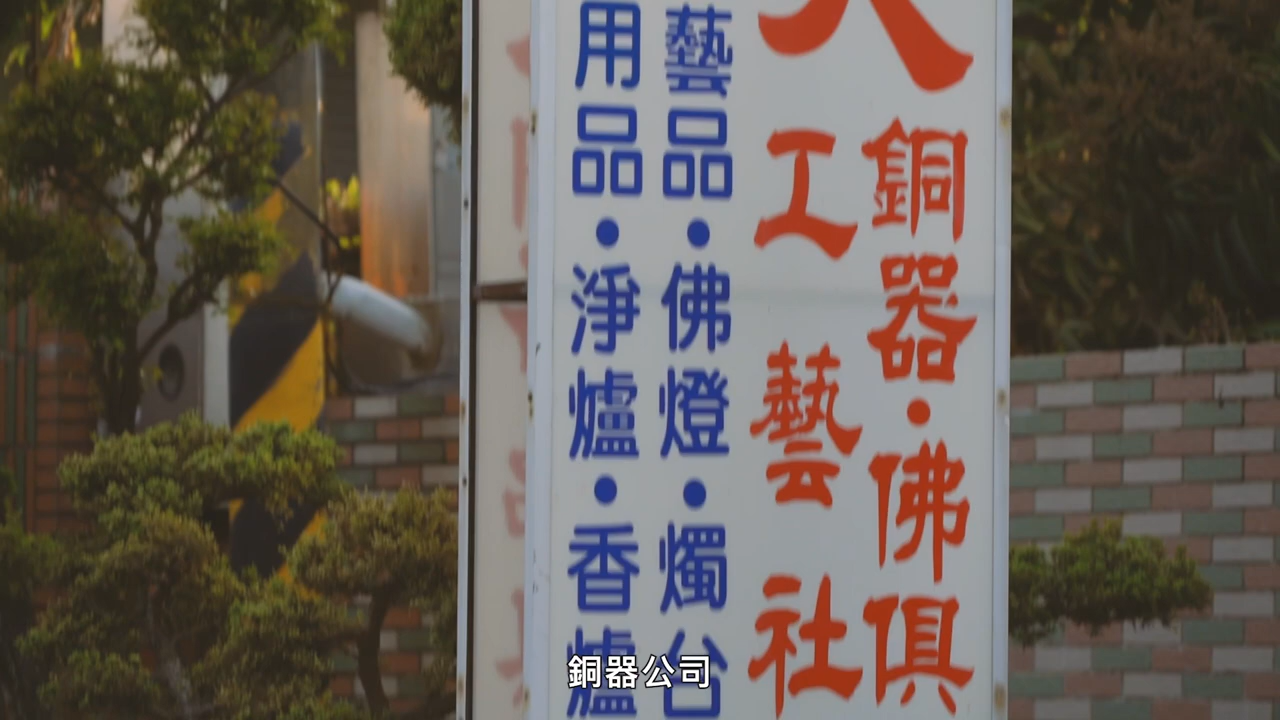 銅器・佛俱
工藝社
藝品・佛燈・燭台
用品・淨爐・香爐
銅器公司